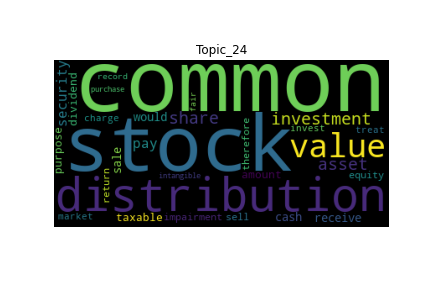 Topic_24
security
dividend
record
purchase
common
fair
charge
would
share
investment
invest
treat
stock
value
purpose
pay
sale
therefore
asset
return
intangible
amount
equity
distribution
market
taxable
impairment
sell
cash
receive